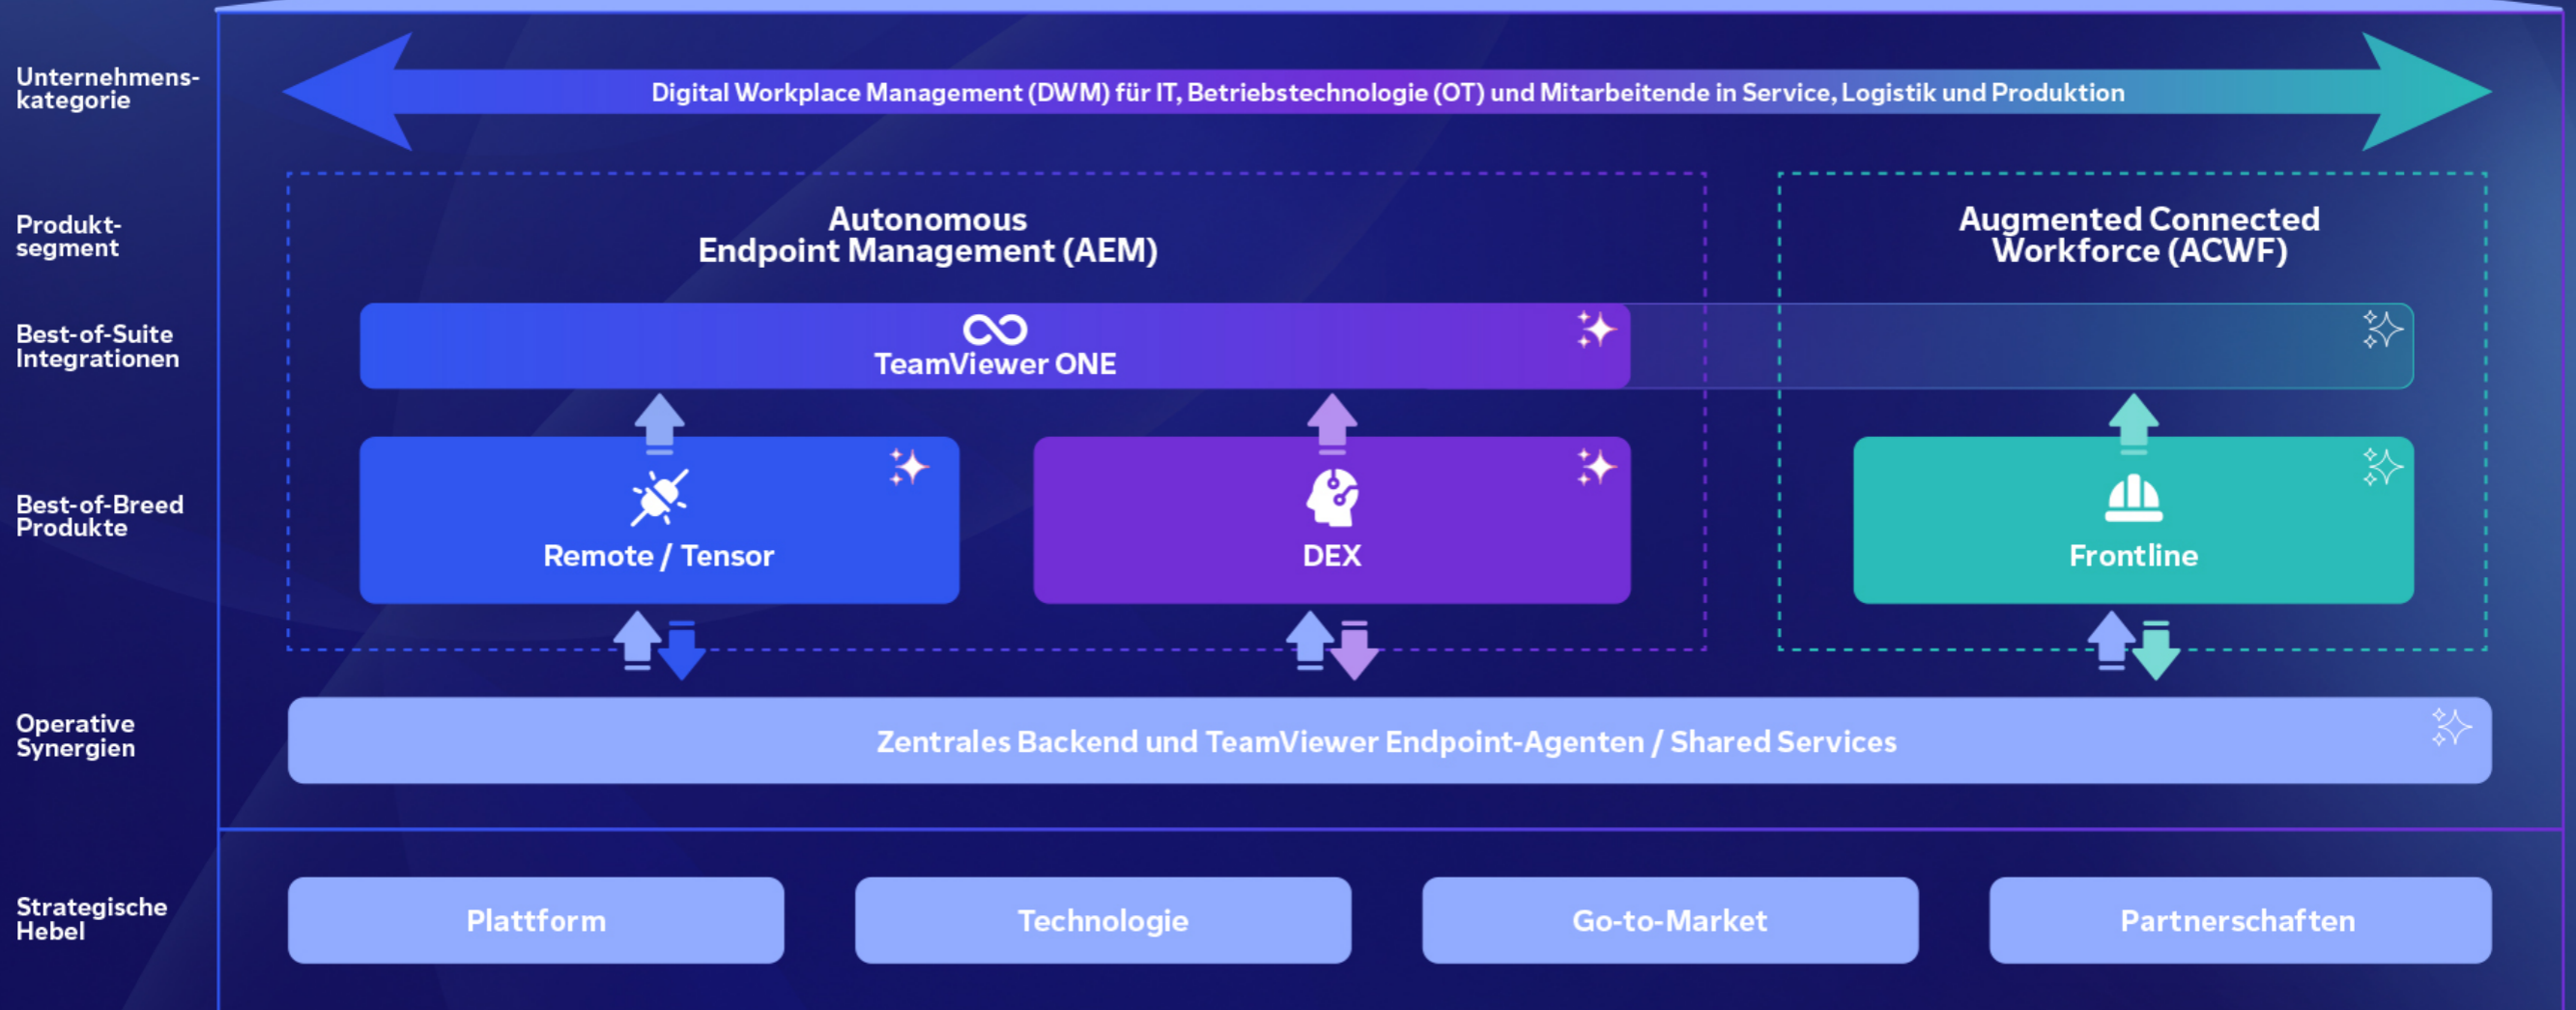 Unternehmens-
kategorie
Digital Workplace Management (DWM) für IT, Betriebstechnologie (OT) und Mitarbeitende in Service, Logistik und Produktion
Produkt-
segment
Autonomous
Endpoint Management (AEM)
Augmented Connected
Workforce (ACWF)
Best-of-Suite
Integrationen
TeamViewer ONE
Best-of-Breed
Produkte
Remote / Tensor
DEX
Frontline
Operative
Synergien
Zentrales Backend und TeamViewer Endpoint-Agenten / Shared Services
Strategische
Hebel
Plattform
Technologie
Go-to-Market
Partnerschaften